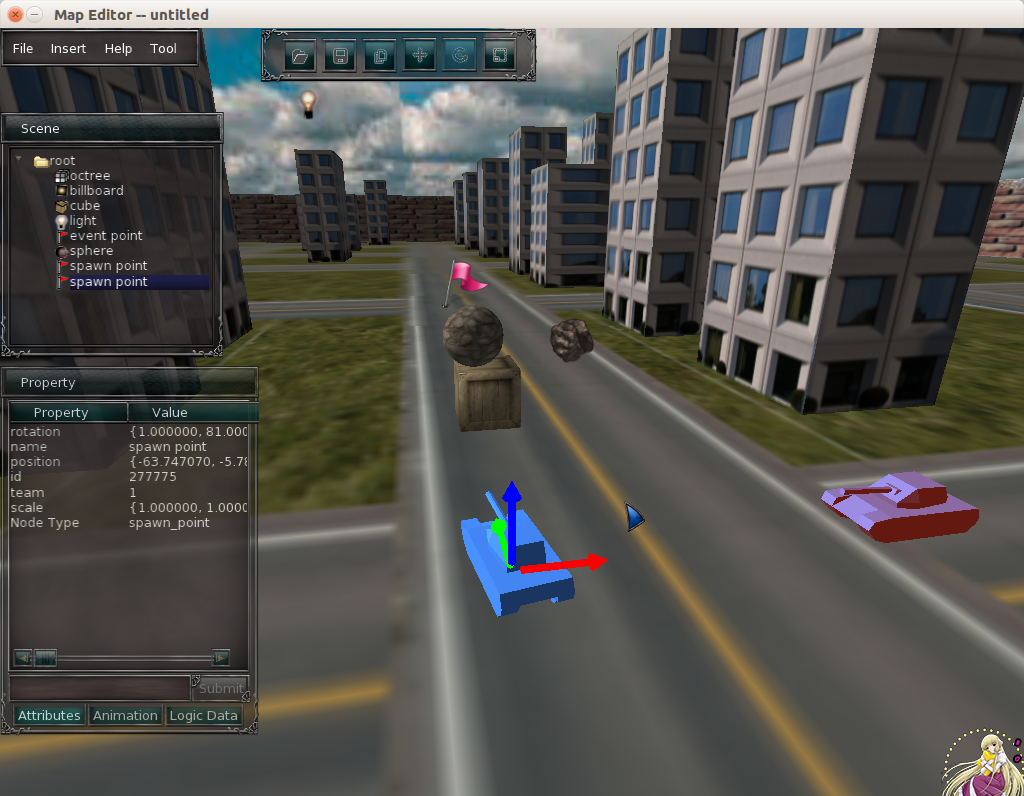 Map Editor -- untitled
File Insert Help Tool
Scene
root
octree
billboard
cube
light
event point
sphere
spawn point
spawn point
Property
Property Value
rotation {1.000000, 81.000
name spawn point
position {-63.747070, -5.78
id 277775
team 1
scale {1.000000, 1.0000
Node Type spawn_point
Submit
Attributes Animation Logic Data